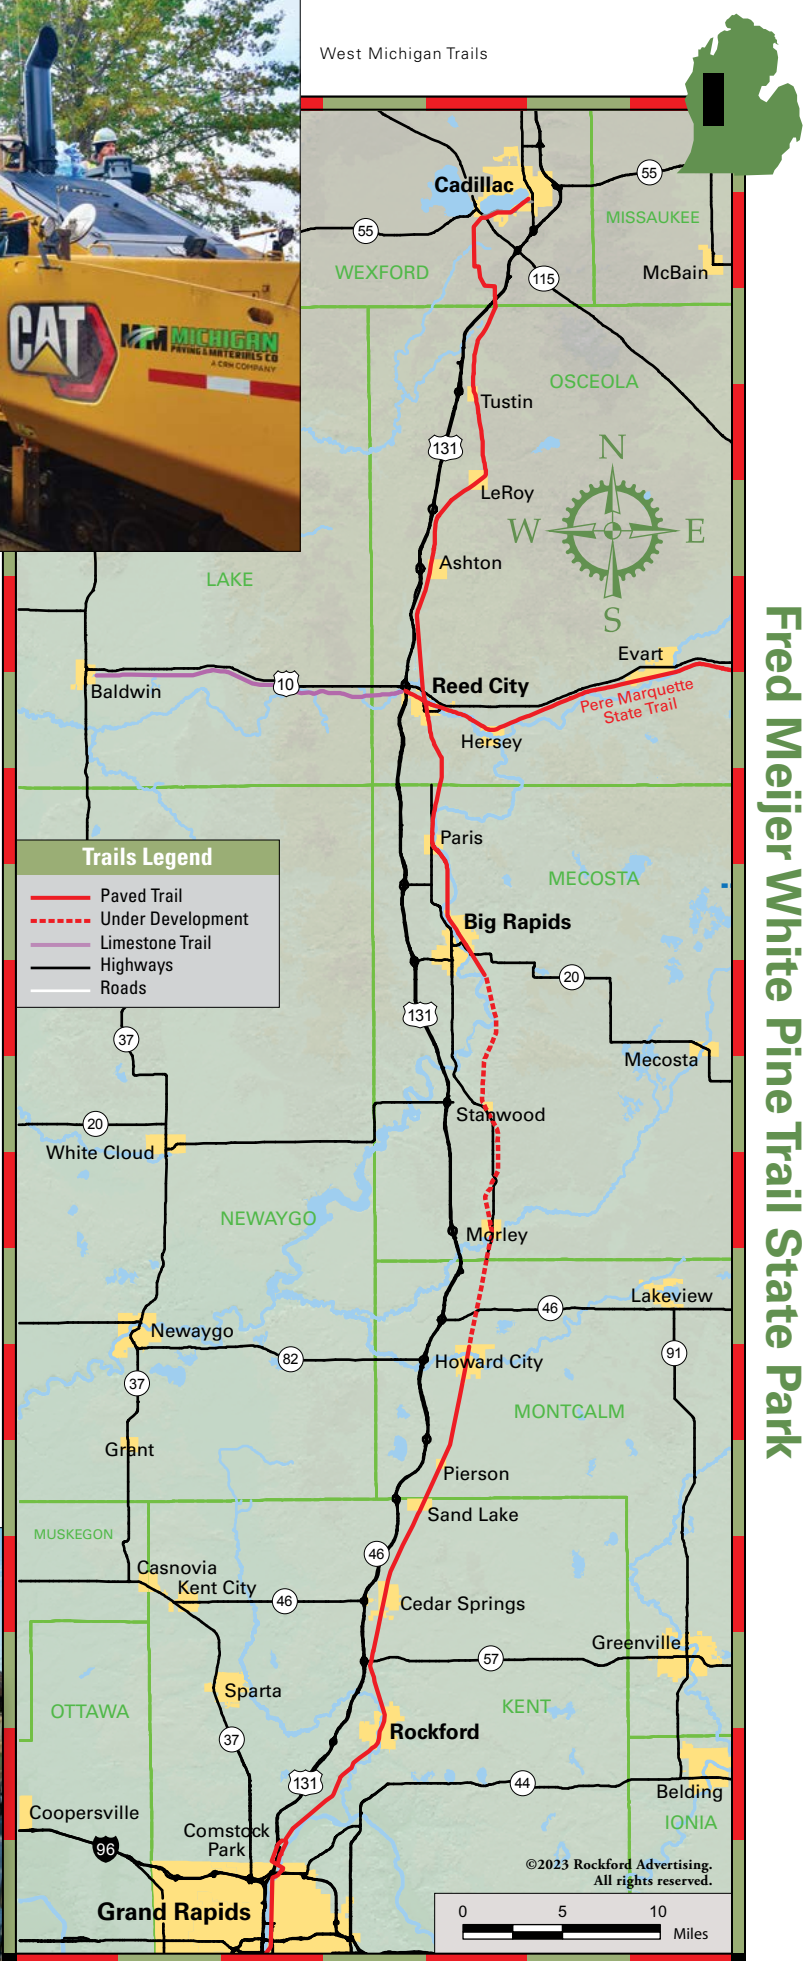 West Michigan Trails
CAT
MPM MICHIGAN
PAVING & MATERIALS CO
A CRH COMPANY
Cadillac
55
55
MISSAUKEE
McBain
WEXFORD
115
OSCEOLA
Tustin
131
N
LeRoy
W
E
Ashton
S
LAKE
Evart
Baldwin
10
Reed City
Pere Marquette
State Trail
Hersey
Fred Meijer White Pine Trail State Park
Paris
MECOSTA
Trails Legend
Paved Trail
Under Development
Limestone Trail
Highways
Roads
Big Rapids
20
131
37
Mecosta
Stanwood
20
White Cloud
NEWAYGO
Morley
Lakeview
46
Newaygo
82
Howard City
91
37
MONTCALM
Grant
Pierson
Sand Lake
MUSKEGON
46
Casnovia
Kent City
46
Cedar Springs
57
Greenville
Sparta
OTTAWA
KENT
Rockford
37
131
44
Belding
Coopersville
IONIA
Comstock
Park
96
©2023 Rockford Advertising.
All rights reserved.
Grand Rapids
0 5 10
Miles